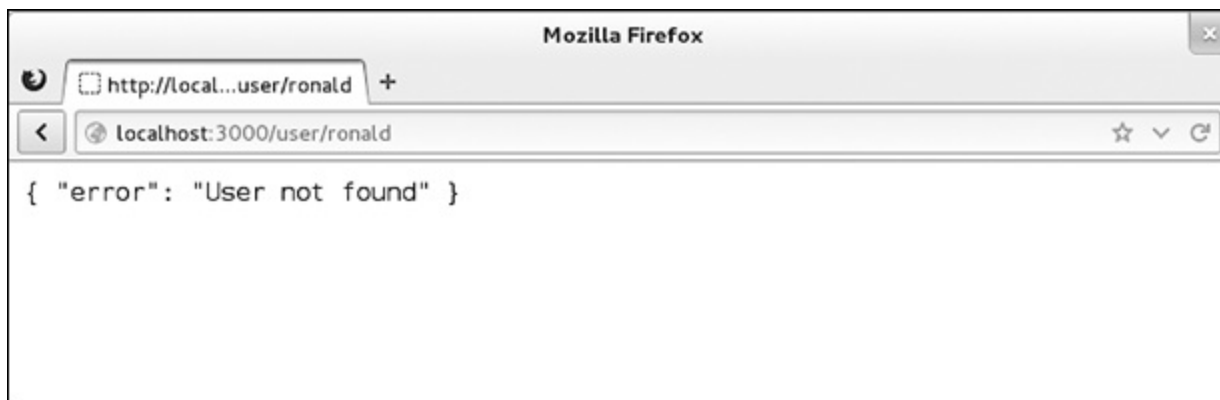 Mozilla Firefox
http://local...user/ronald
localhost:3000/user/ronald
{ "error": "User not found" }